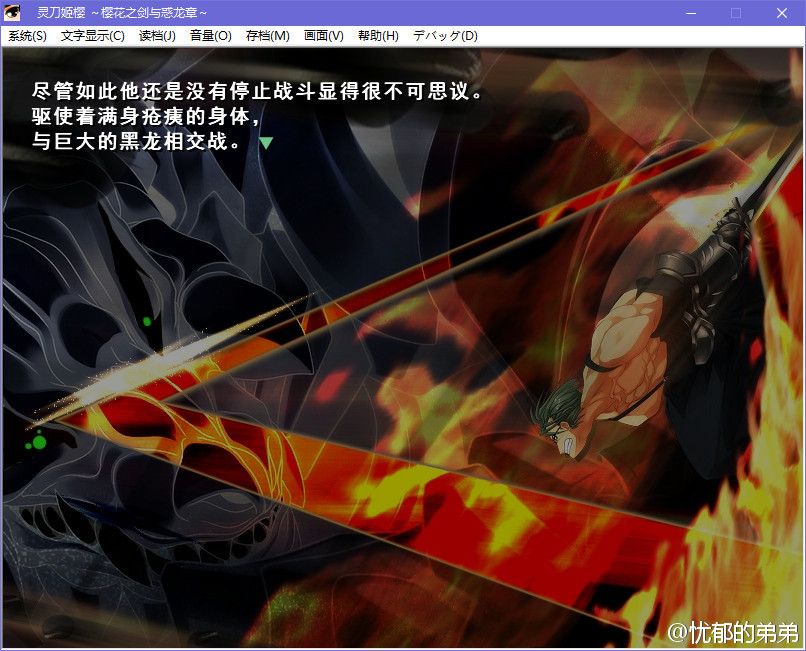 灵刀姬樱 ～樱花之剑与惑龙章～
系统(S) 文字显示(C) 读档(J) 音量(O) 存档(M) 画面(V) 帮助(H) デバッグ(D)
尽管如此他还是没有停止战斗显得很不可思议。
驱使着满身疮痍的身体，
与巨大的黑龙相交战。
@忧郁的弟弟